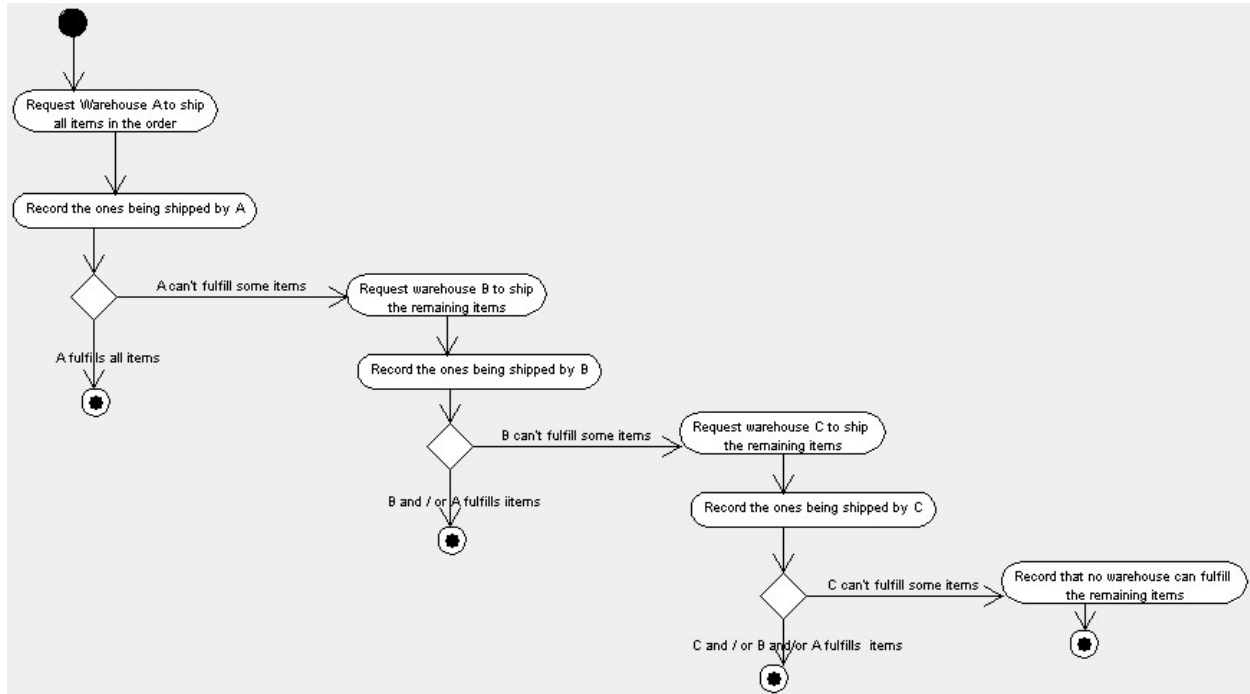 Request Warehouse A to ship
all items in the order
Record the ones being shipped by A
A can't fulfill some items
Request warehouse B to ship
the remaining items
A fulfills all items
Record the ones being shipped by B
B can't fulfill some items
Request warehouse C to ship
the remaining items
B and / or A fulfills iitems
Record the ones being shipped by C
C can't fulfill some items
Record that no warehouse can fulfill
the remaining items
C and / or B and/or A fulfills items